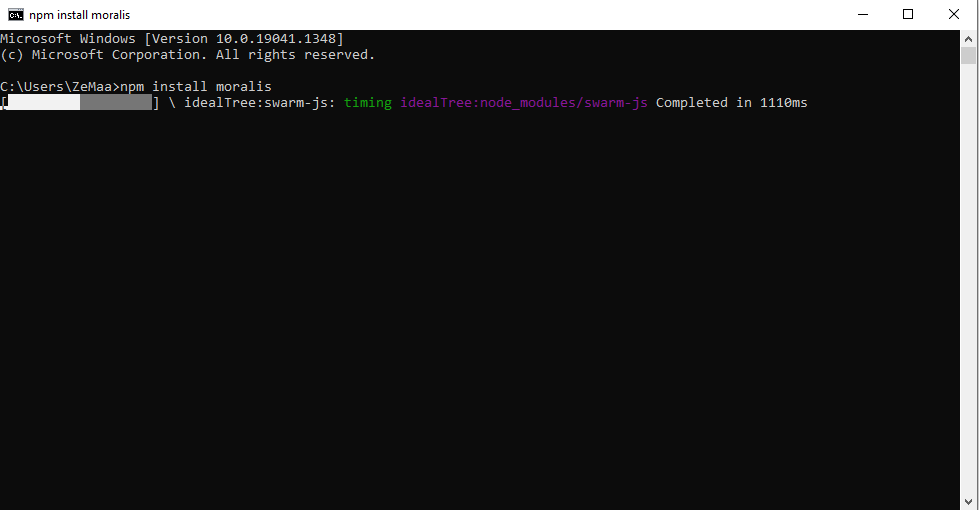 npm install moralis
Microsoft Windows [Version 10.0.19041.1348]
(c) Microsoft Corporation. All rights reserved.
C:\Users\ZeMaa>npm install moralis
[                  ] \ idealTree:swarm-js: timing idealTree:node_modules/swarm-js Completed in 1110ms